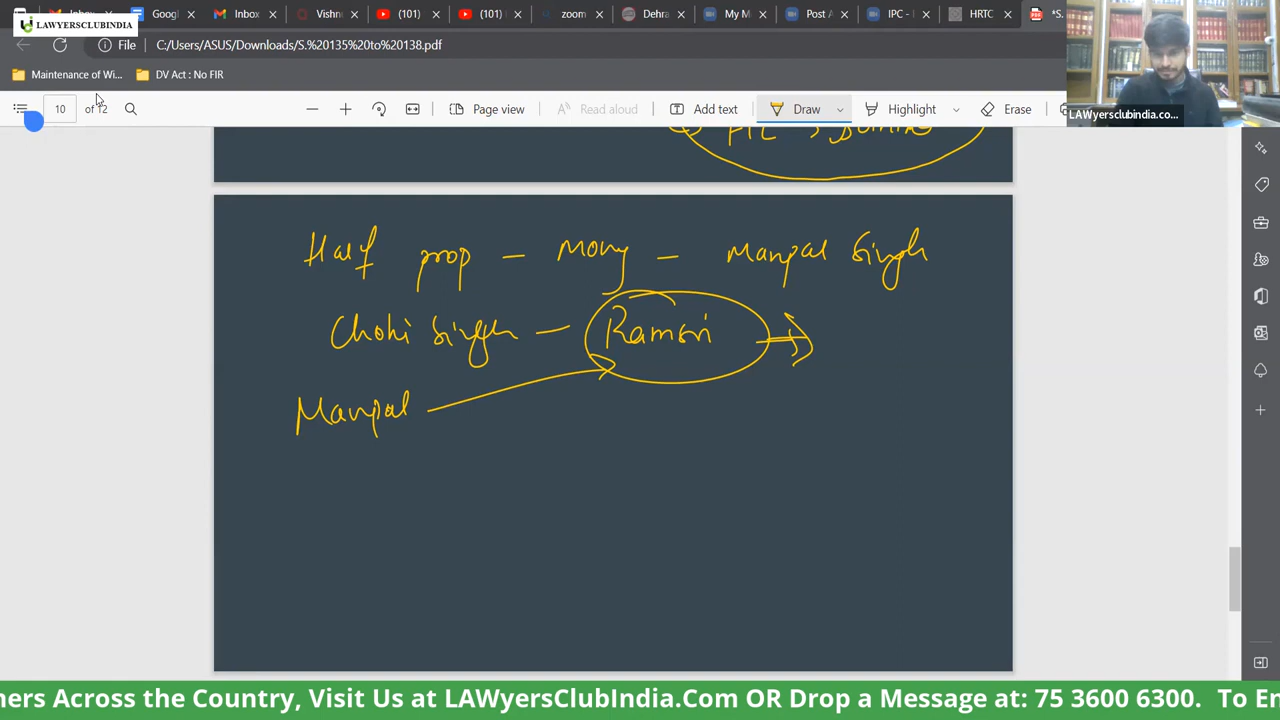 Inbox
Googl
Inbox
Vishn
(101)
(101)
zoom
Dehra
My M
Post
IPC -
HRTC
*S.
LAWYERSCLUBINDIA
File
C:/Users/ASUS/Downloads/S.%20135%20to%20138.pdf
Maintenance of Wi...
DV Act : No FIR
10
of 12
Page view
Read aloud
Add text
Draw
Highlight
Erase
LAWyersclubindia.co...
Half prop - Mony - Manpal Singh
Chohi Singh - Ramsri
Manpal
ners Across the Country, Visit Us at LAWyersClubIndia.Com OR Drop a Message at: 75 3600 6300. To En